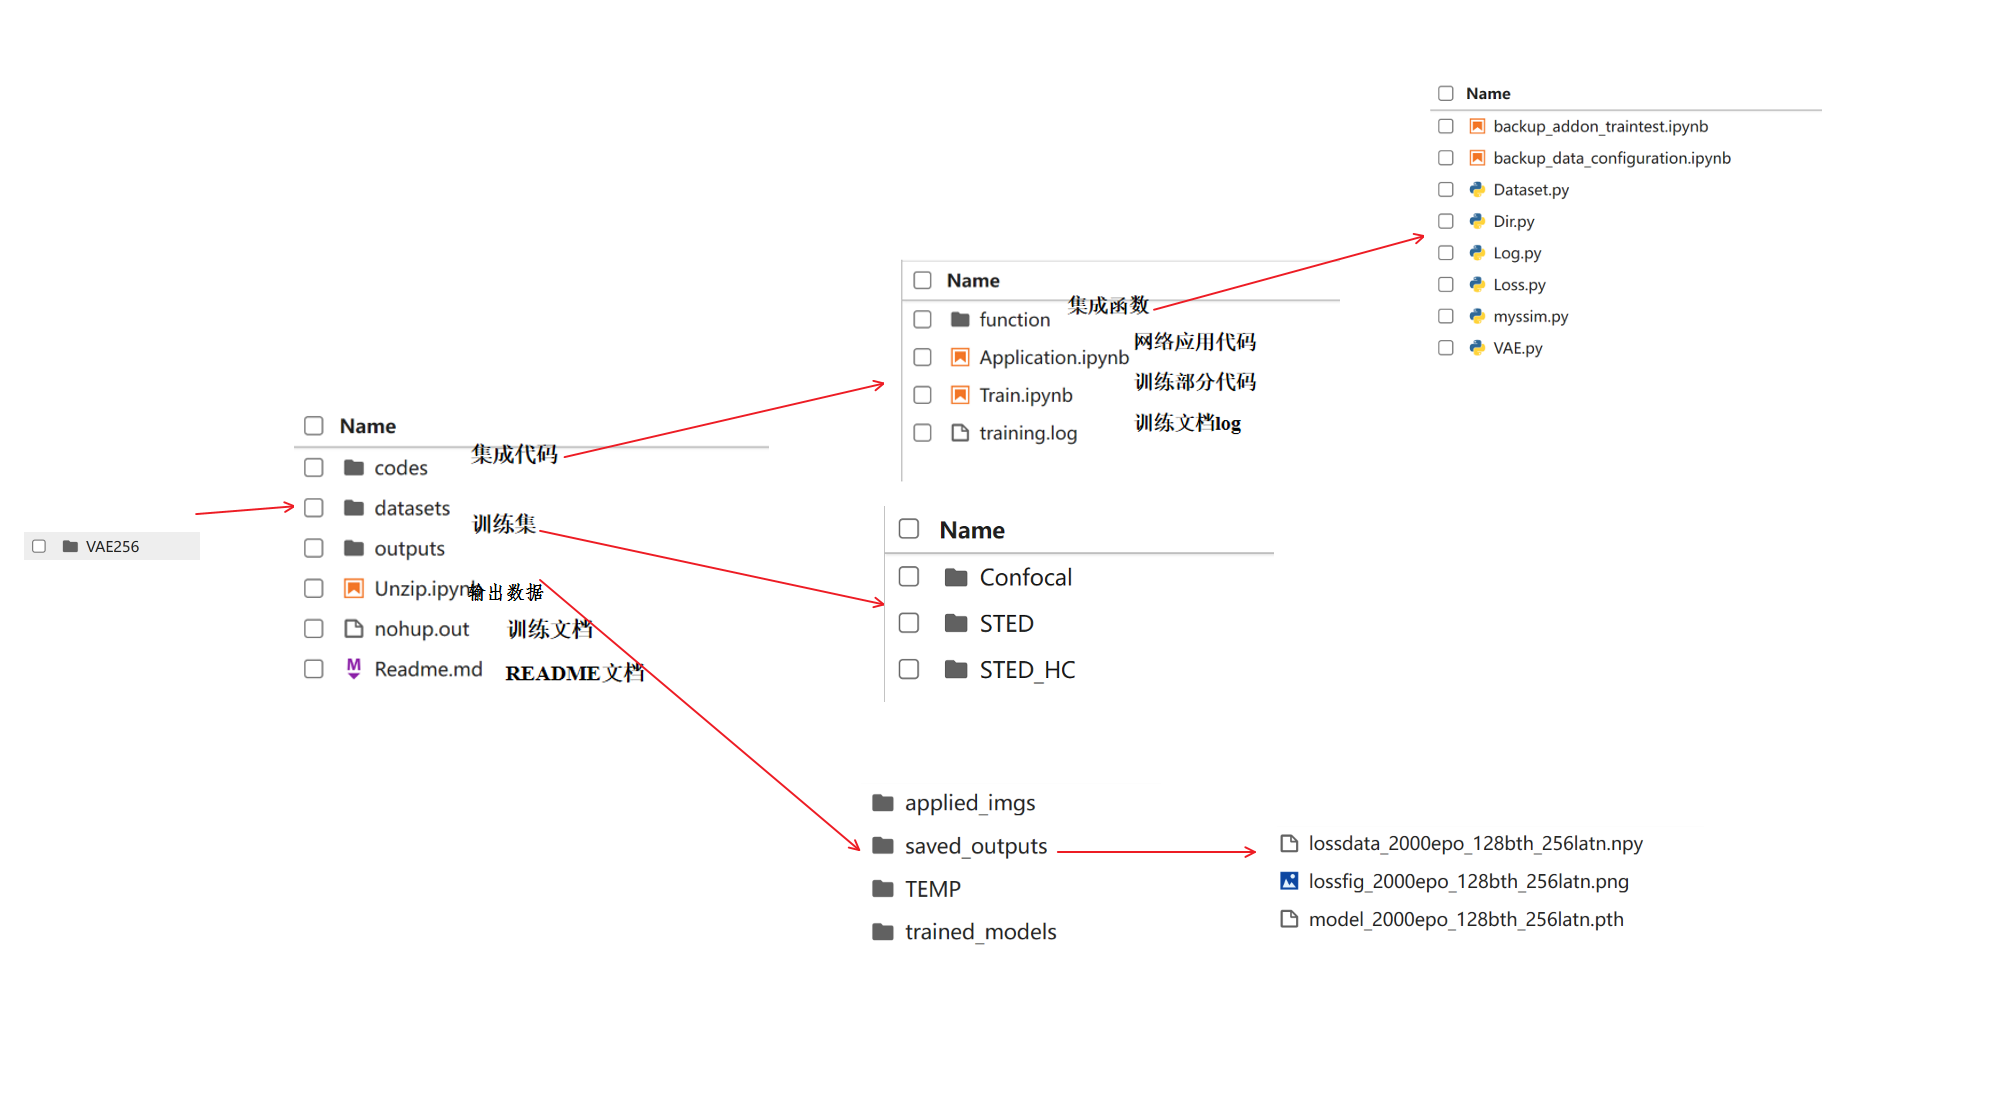 VAE256
Name
codes
集成代码
datasets
训练集
outputs
Unzip.ipynb
输出数据
nohup.out
训练文档
Readme.md
README文档
Name
function
集成函数
Application.ipynb
网络应用代码
Train.ipynb
训练部分代码
training.log
训练文档log
Name
backup_addon_traintest.ipynb
backup_data_configuration.ipynb
Dataset.py
Dir.py
Log.py
Loss.py
myssim.py
VAE.py
Name
Confocal
STED
STED_HC
applied_imgs
saved_outputs
TEMP
trained_models
lossdata_2000epo_128bth_256latn.npy
lossfig_2000epo_128bth_256latn.png
model_2000epo_128bth_256latn.pth